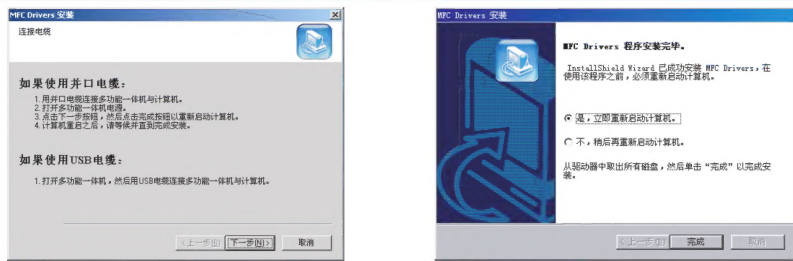 MFC Drivers 安装
连接电缆
如果使用并口电缆：
1. 用并口电缆连接多功能一体机与计算机。
2. 打开多功能一体机电源。
3. 点击下一步按钮，然后点击完成按钮以重新启动计算机。
4. 计算机重启之后，请等候并直到完成安装。
如果使用USB电缆：
1. 打开多功能一体机，然后用USB电缆连接多功能一体机与计算机。
<上一步(B) 下一步(N)> 取消
MFC Drivers 安装
MFC Drivers 程序安装完毕。
InstallShield Wizard 已成功安装 MFC Drivers，在
使用该程序之前，必须重新启动计算机。
是，立即重新启动计算机。
不，稍后再重新启动计算机。
从驱动器中取出所有磁盘，然后单击“完成”以完成安
装。
<上一步(B) 完成 取消